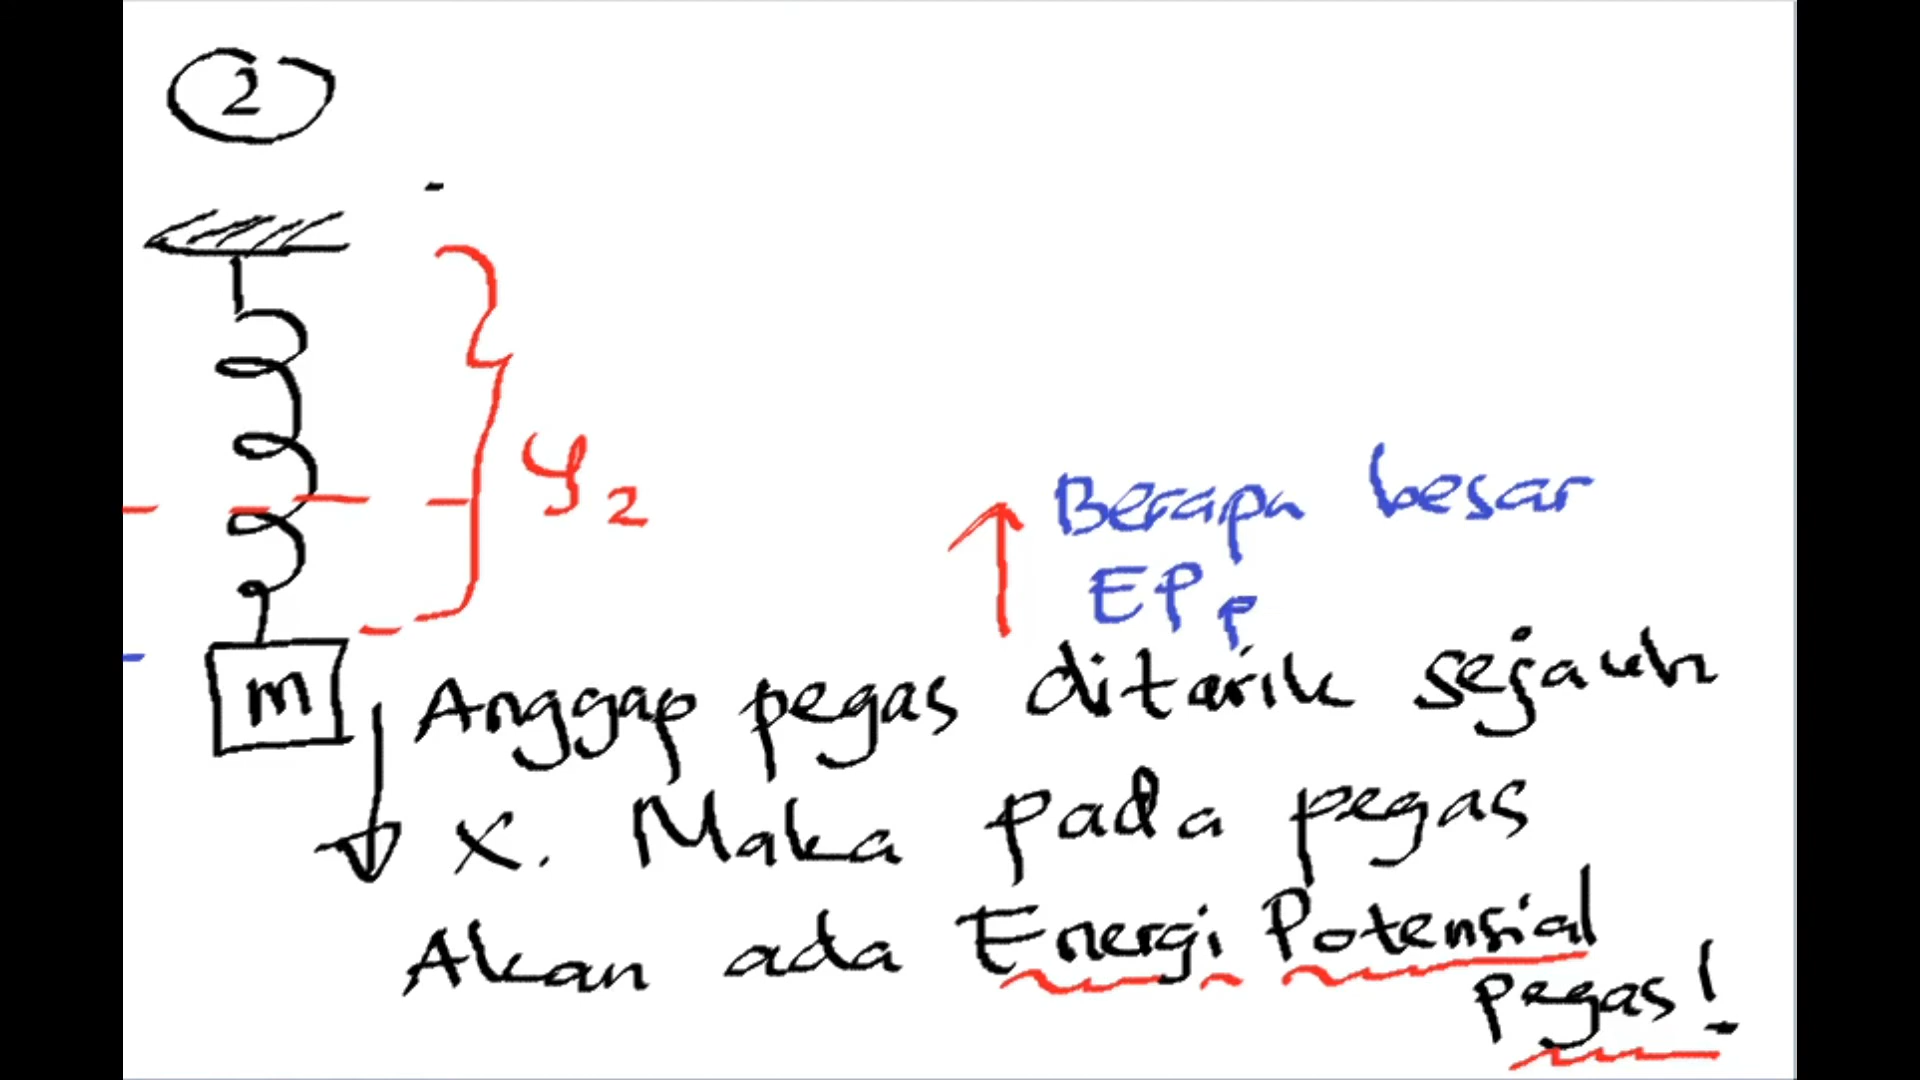 2
y₂
Berapa besar
EPp
m
Anggap pegas ditarik sejauh
x. Maka pada pegas
Akan ada Energi Potensial
pegas!